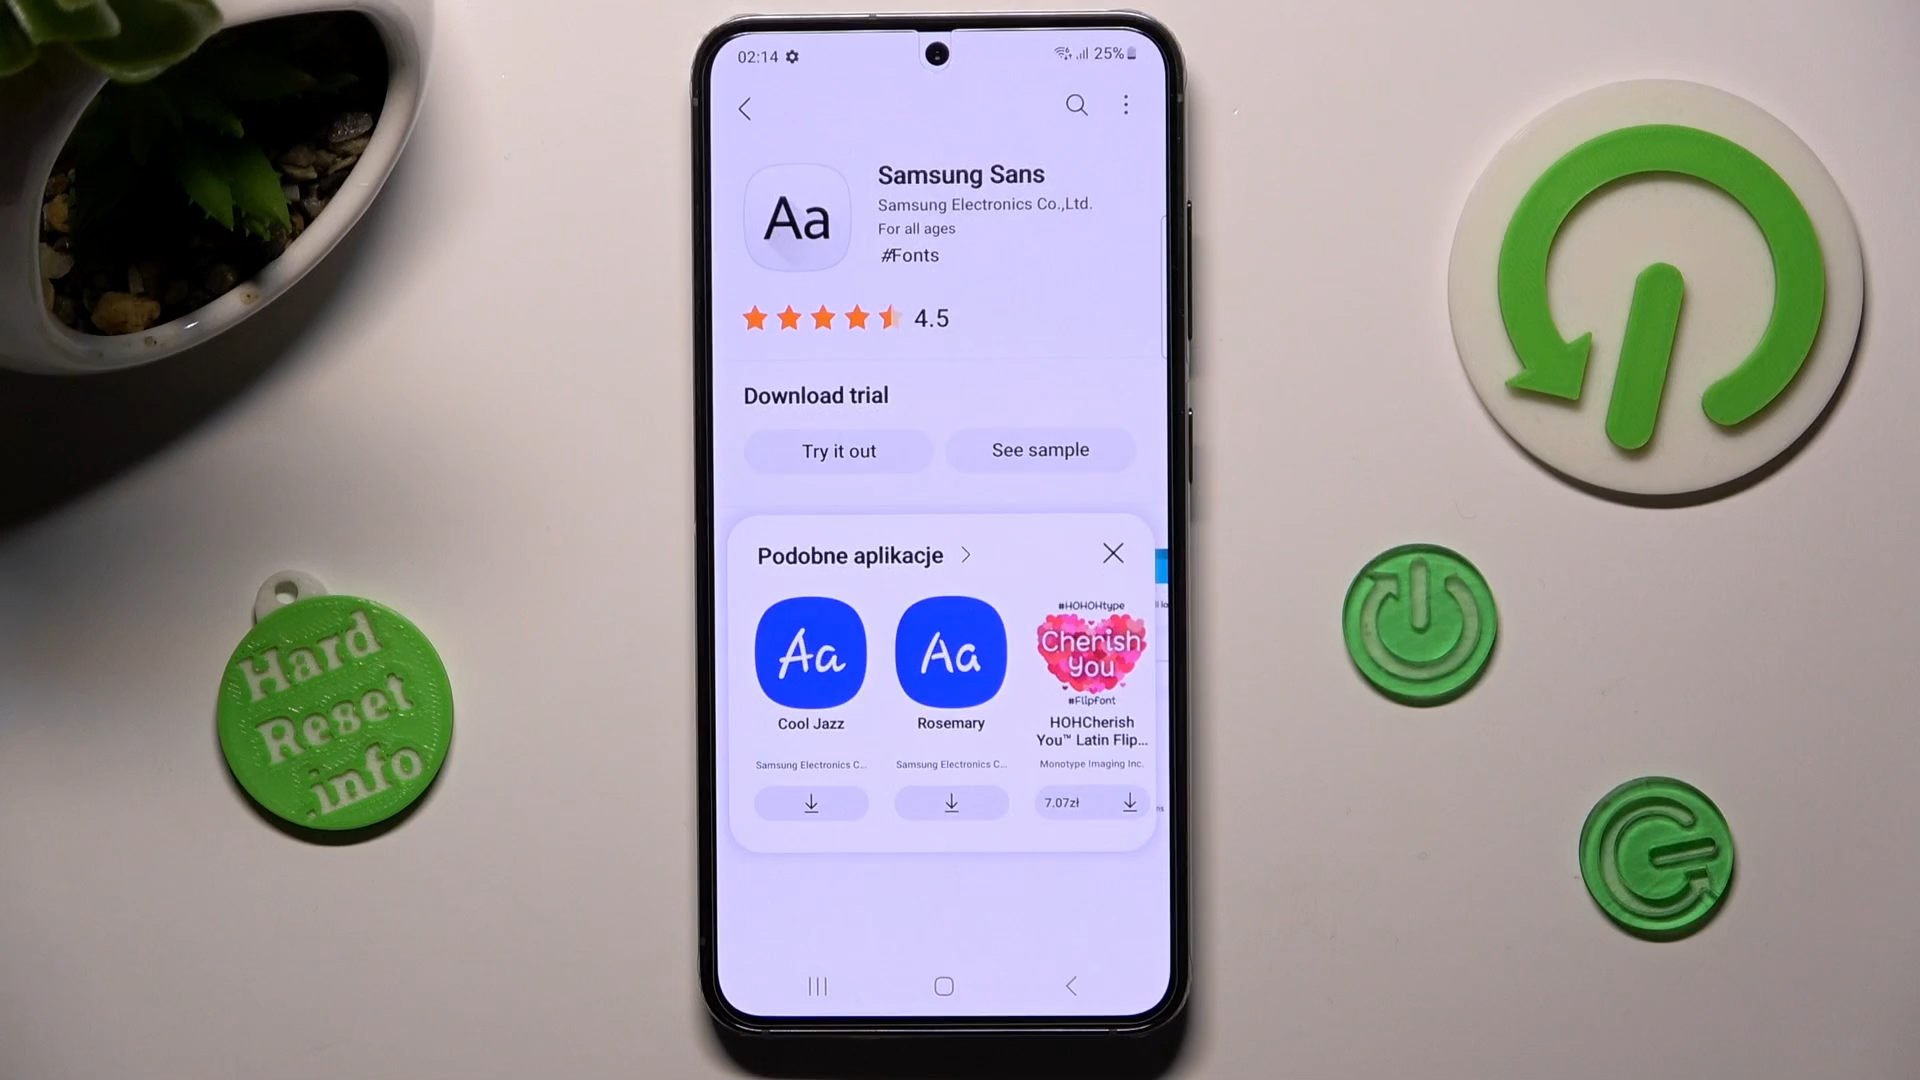 02:14
25%
Samsung Sans
Samsung Electronics Co.,Ltd.
For all ages
#Fonts
Aa
4.5
Download trial
Try it out
See sample
Podobne aplikacje
Aa
Aa
#HOHOHtype
Cherish
You
#Flipfont
Cool Jazz
Rosemary
HOHCherish
You™ Latin Flip...
Samsung Electronics C...
Samsung Electronics C...
Monotype Imaging Inc.
7.07zł
Hard
Reset
.info